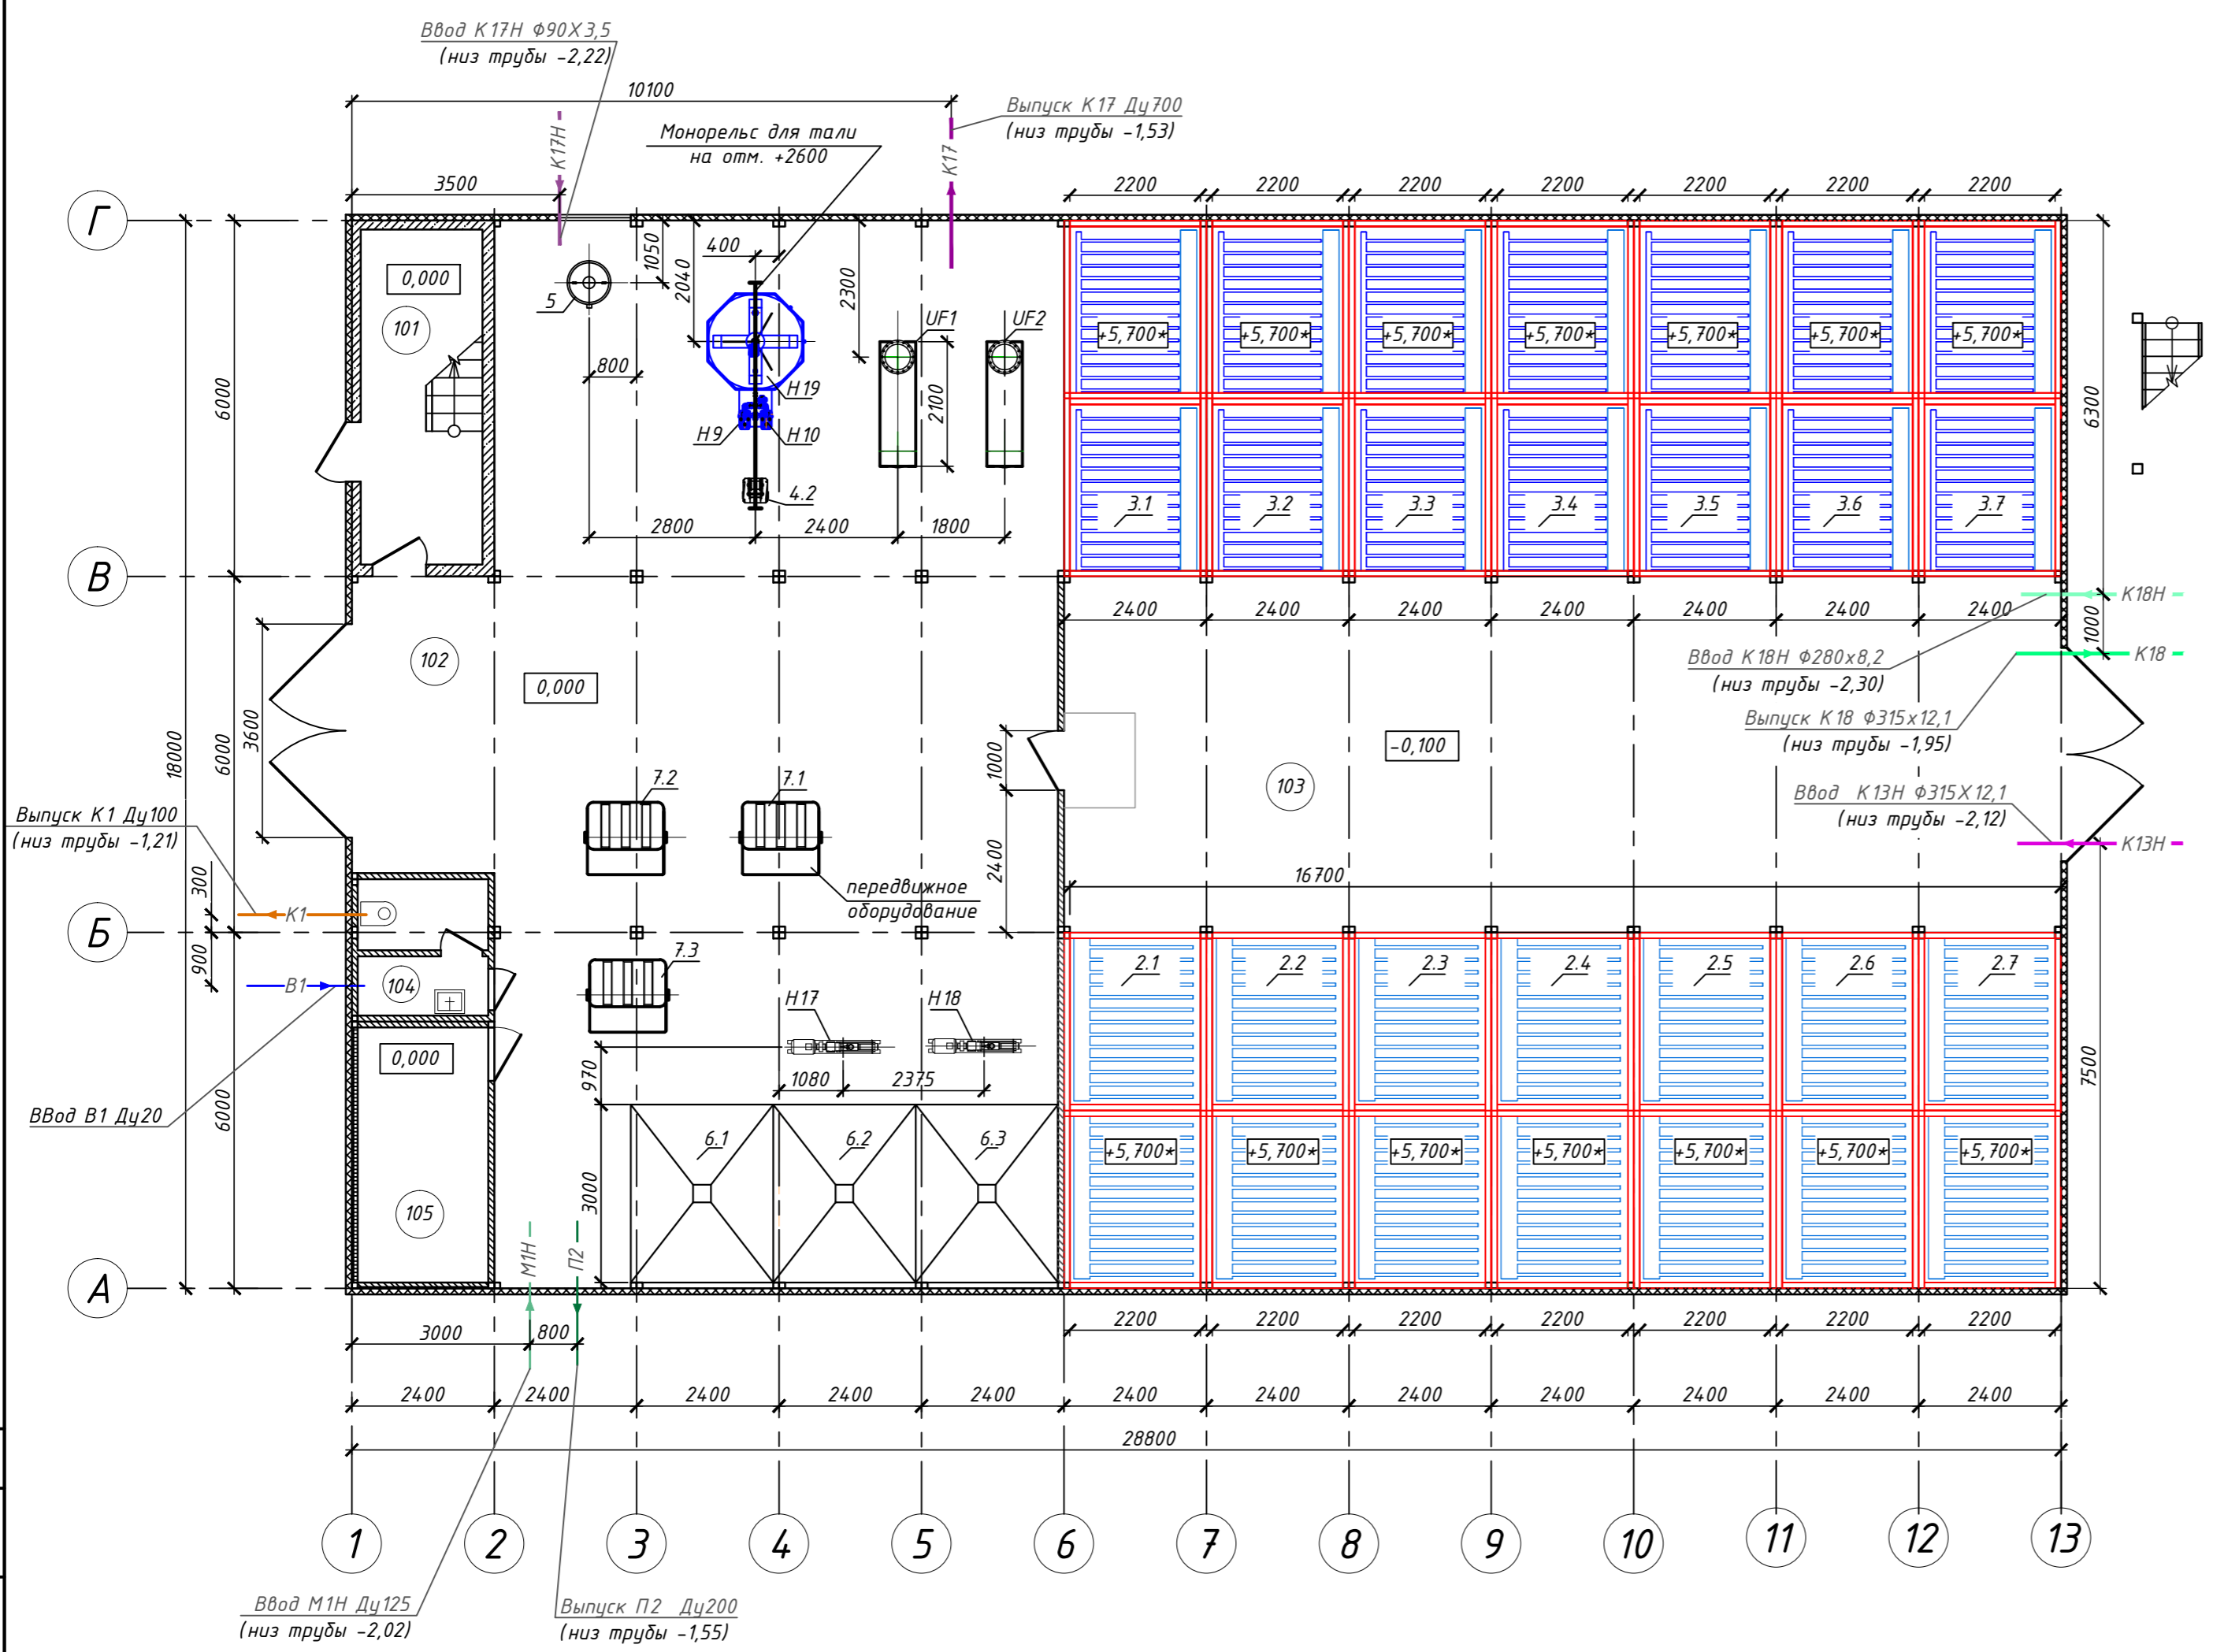 Ввод К17Н Ф90Х3,5
(низ трубы -2,22)
10100
Выпуск К17 Ду700
(низ трубы -1,53)
Монорельс для тали
на отм. +2600
К17Н
К17
3500
2200 2200 2200 2200 2200 2200 2200
Г
0,000
101
400
1050
2040
2300
5
UF1
UF2
+5,700* +5,700* +5,700* +5,700* +5,700* +5,700* +5,700*
800
Н19
2100
Н9
Н10
6000
6300
4.2
3.1 3.2 3.3 3.4 3.5 3.6 3.7
2800 2400 1800
В
К18Н
2400 2400 2400 2400 2400 2400 2400
1000
102
К18
Ввод К18Н Ф280х8,2
(низ трубы -2,30)
0,000
Выпуск К18 Ф315х12,1
(низ трубы -1,95)
3600
18000
6000
1000
-0,100
103
7.2
7.1
Ввод К13Н Ф315Х12,1
(низ трубы -2,12)
Выпуск К1 Ду100
(низ трубы -1,21)
К13Н
2400
16700
300
передвижное
оборудование
К1
Б
900
7.3
2.1 2.2 2.3 2.4 2.5 2.6 2.7
104
В1
Н17
Н18
0,000
970
1080 2375
7500
ВВод В1 Ду20
6000
6.1 6.2 6.3
+5,700* +5,700* +5,700* +5,700* +5,700* +5,700* +5,700*
3000
105
М1Н
П2
А
3000 800
2200 2200 2200 2200 2200 2200 2200
2400 2400 2400 2400 2400 2400 2400 2400 2400 2400 2400 2400
28800
1 2 3 4 5 6 7 8 9 10 11 12 13
Ввод М1Н Ду125
(низ трубы -2,02)
Выпуск П2 Ду200
(низ трубы -1,55)